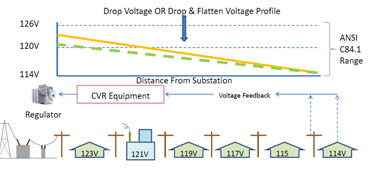 Drop Voltage OR Drop & Flatten Voltage Profile
126V
120V
114V
ANSI
C84.1
Range
Distance From Substation
CVR Equipment
Voltage Feedback
Regulator
123V
121V
119V
117V
115
114V